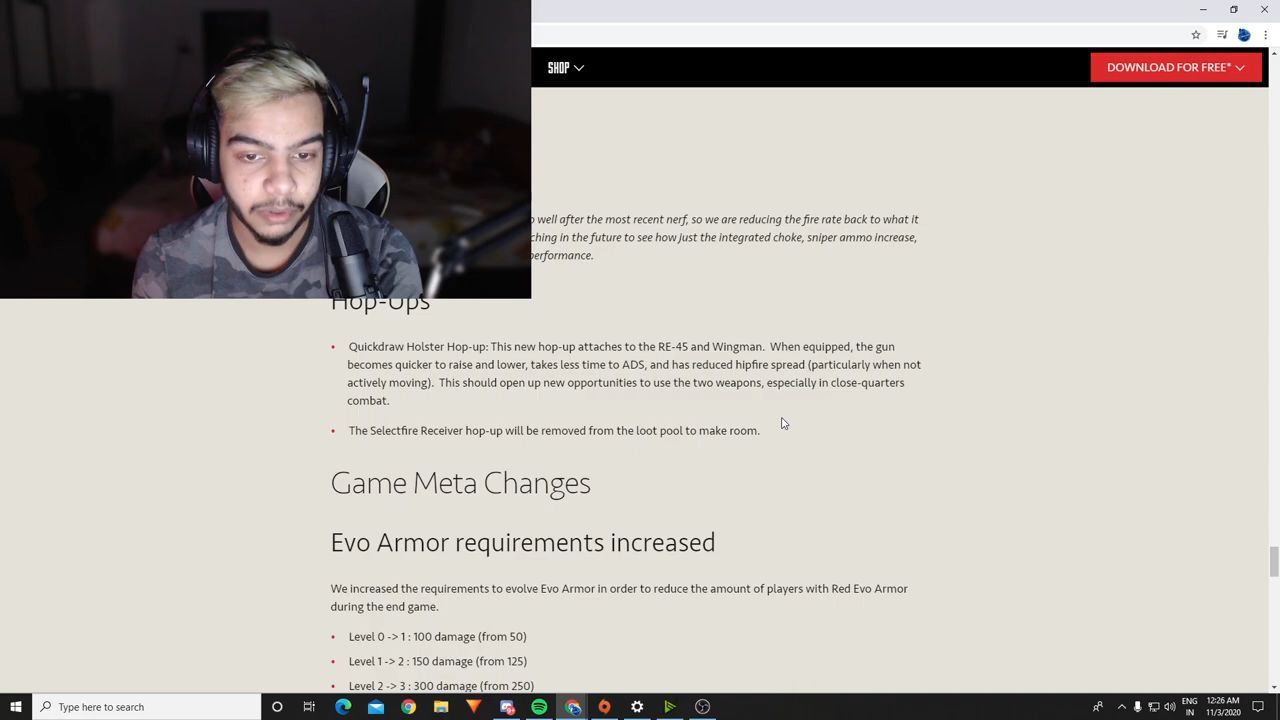 SHOP
DOWNLOAD FOR FREE*
well after the most recent nerf, so we are reducing the fire rate back to what it
ching in the future to see how just the integrated choke, sniper ammo increase,
performance.
Hop-Ups
• Quickdraw Holster Hop-up: This new hop-up attaches to the RE-45 and Wingman. When equipped, the gun
becomes quicker to raise and lower, takes less time to ADS, and has reduced hipfire spread (particularly when not
actively moving). This should open up new opportunities to use the two weapons, especially in close-quarters
combat.
• The Selectfire Receiver hop-up will be removed from the loot pool to make room.
Game Meta Changes
Evo Armor requirements increased
We increased the requirements to evolve Evo Armor in order to reduce the amount of players with Red Evo Armor
during the end game.
• Level 0 -> 1 : 100 damage (from 50)
• Level 1 -> 2 : 150 damage (from 125)
• Level 2 -> 3 : 300 damage (from 250)
Type here to search
ENG
IN
12:26 AM
11/3/2020